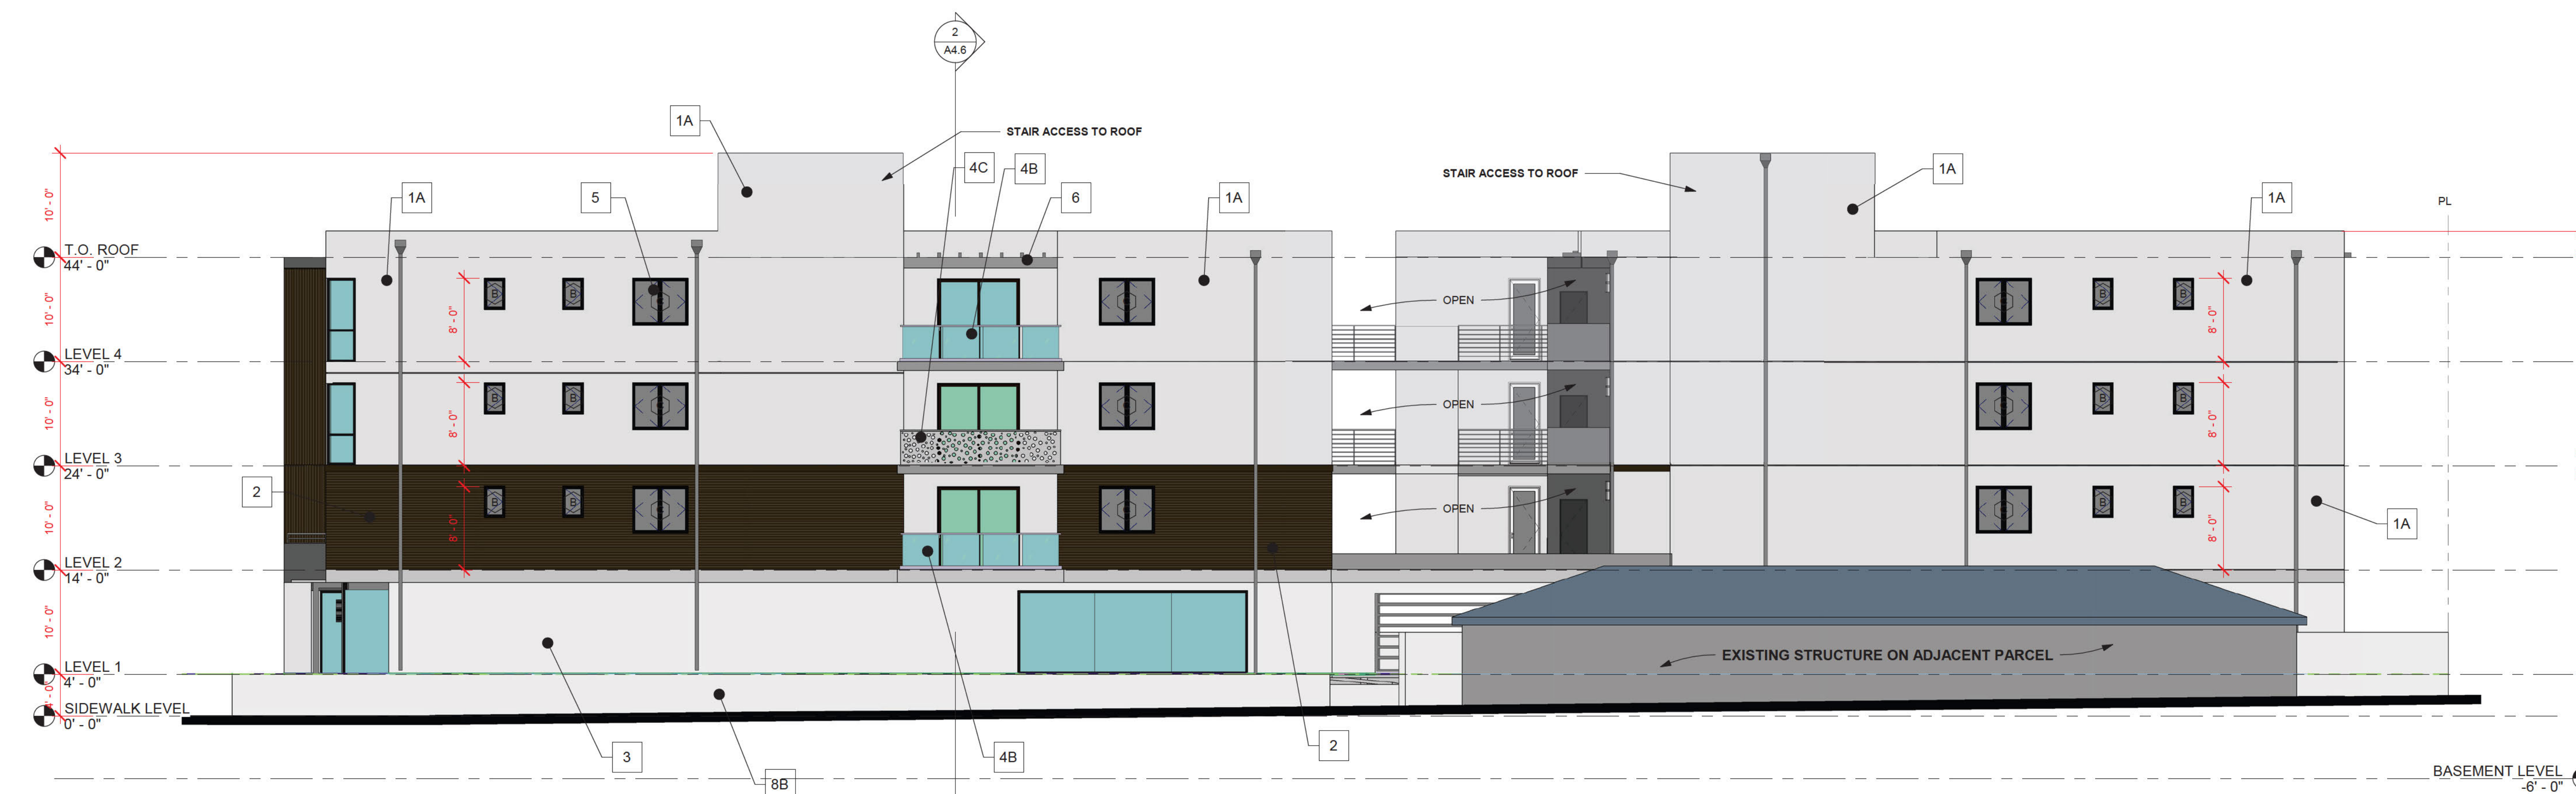 2
A4.6
1A
STAIR ACCESS TO ROOF
4C
4B
STAIR ACCESS TO ROOF
1A
1A
5
6
1A
1A
PL
10' - 0"
T.O. ROOF
44' - 0"
B
B
10' - 0"
8' - 0"
OPEN
B
B
8' - 0"
LEVEL 4
34' - 0"
B
B
10' - 0"
8' - 0"
OPEN
B
B
8' - 0"
LEVEL 3
24' - 0"
2
B
B
10' - 0"
8' - 0"
OPEN
B
B
8' - 0"
1A
LEVEL 2
14' - 0"
10' - 0"
EXISTING STRUCTURE ON ADJACENT PARCEL
LEVEL 1
4' - 0"
4' - 0"
SIDEWALK LEVEL
0' - 0"
3
8B
4B
2
BASEMENT LEVEL
-6' - 0"